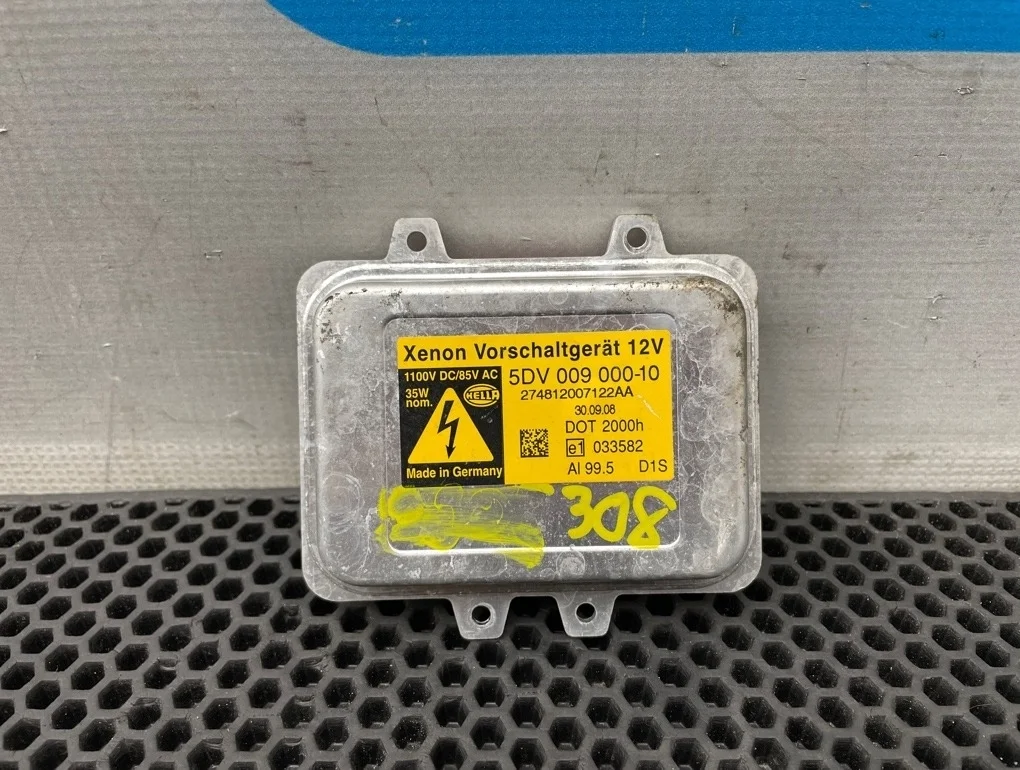 Xenon Vorschaltgerät 12V
1100V DC/85V AC
35W
nom.
HELLA
Made in Germany
5DV 009 000-10
274812007122AA
30.09.08
DOT 2000h
e1 033582
Al 99.5 D1S
308